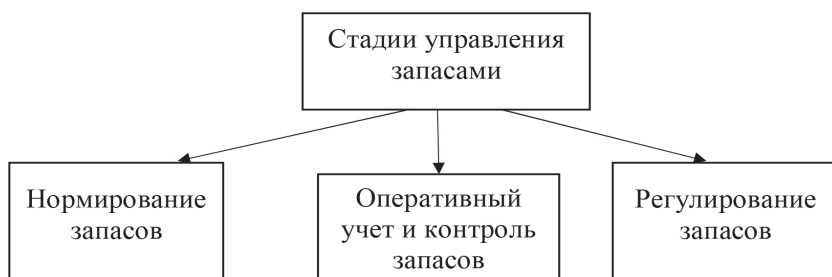 Стадии управления
запасами
Нормирование
запасов
Оперативный
учет и контроль
запасов
Регулирование
запасов